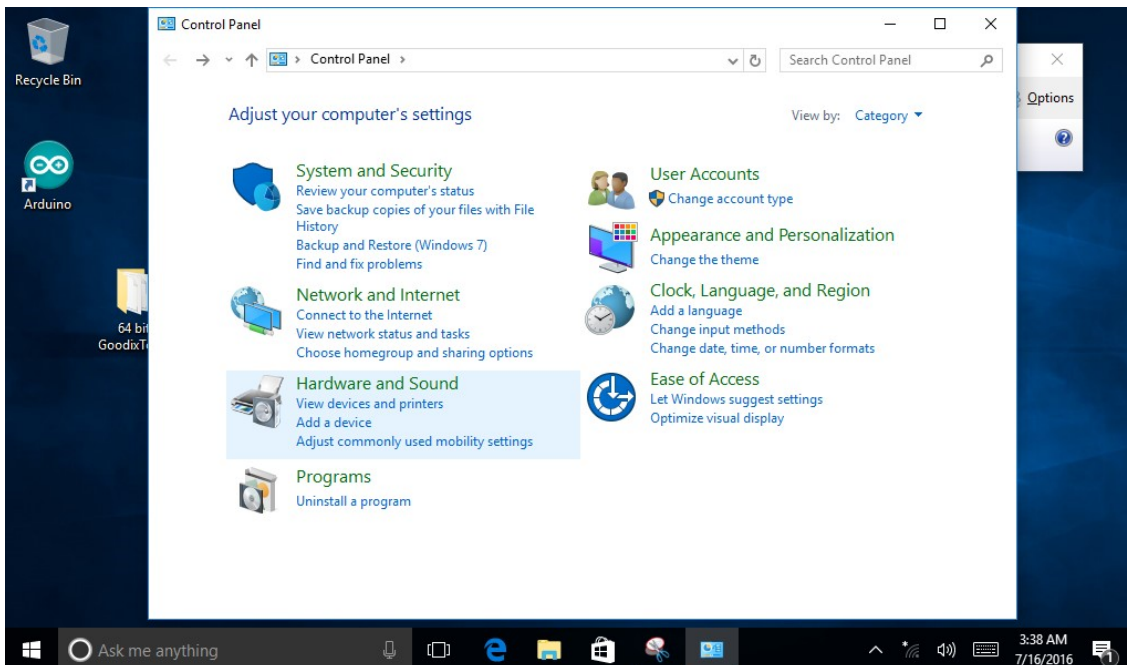 Control Panel
Control Panel
Search Control Panel
Recycle Bin
Options
Adjust your computer's settings
View by: Category
Arduino
System and Security
Review your computer's status
Save backup copies of your files with File
History
Backup and Restore (Windows 7)
Find and fix problems
Network and Internet
Connect to the Internet
View network status and tasks
Choose homegroup and sharing options
Hardware and Sound
View devices and printers
Add a device
Adjust commonly used mobility settings
Programs
Uninstall a program
User Accounts
Change account type
Appearance and Personalization
Change the theme
Clock, Language, and Region
Add a language
Change input methods
Change date, time, or number formats
Ease of Access
Let Windows suggest settings
Optimize visual display
64 bit
Ask me anything
3:38 AM
7/16/2016
1